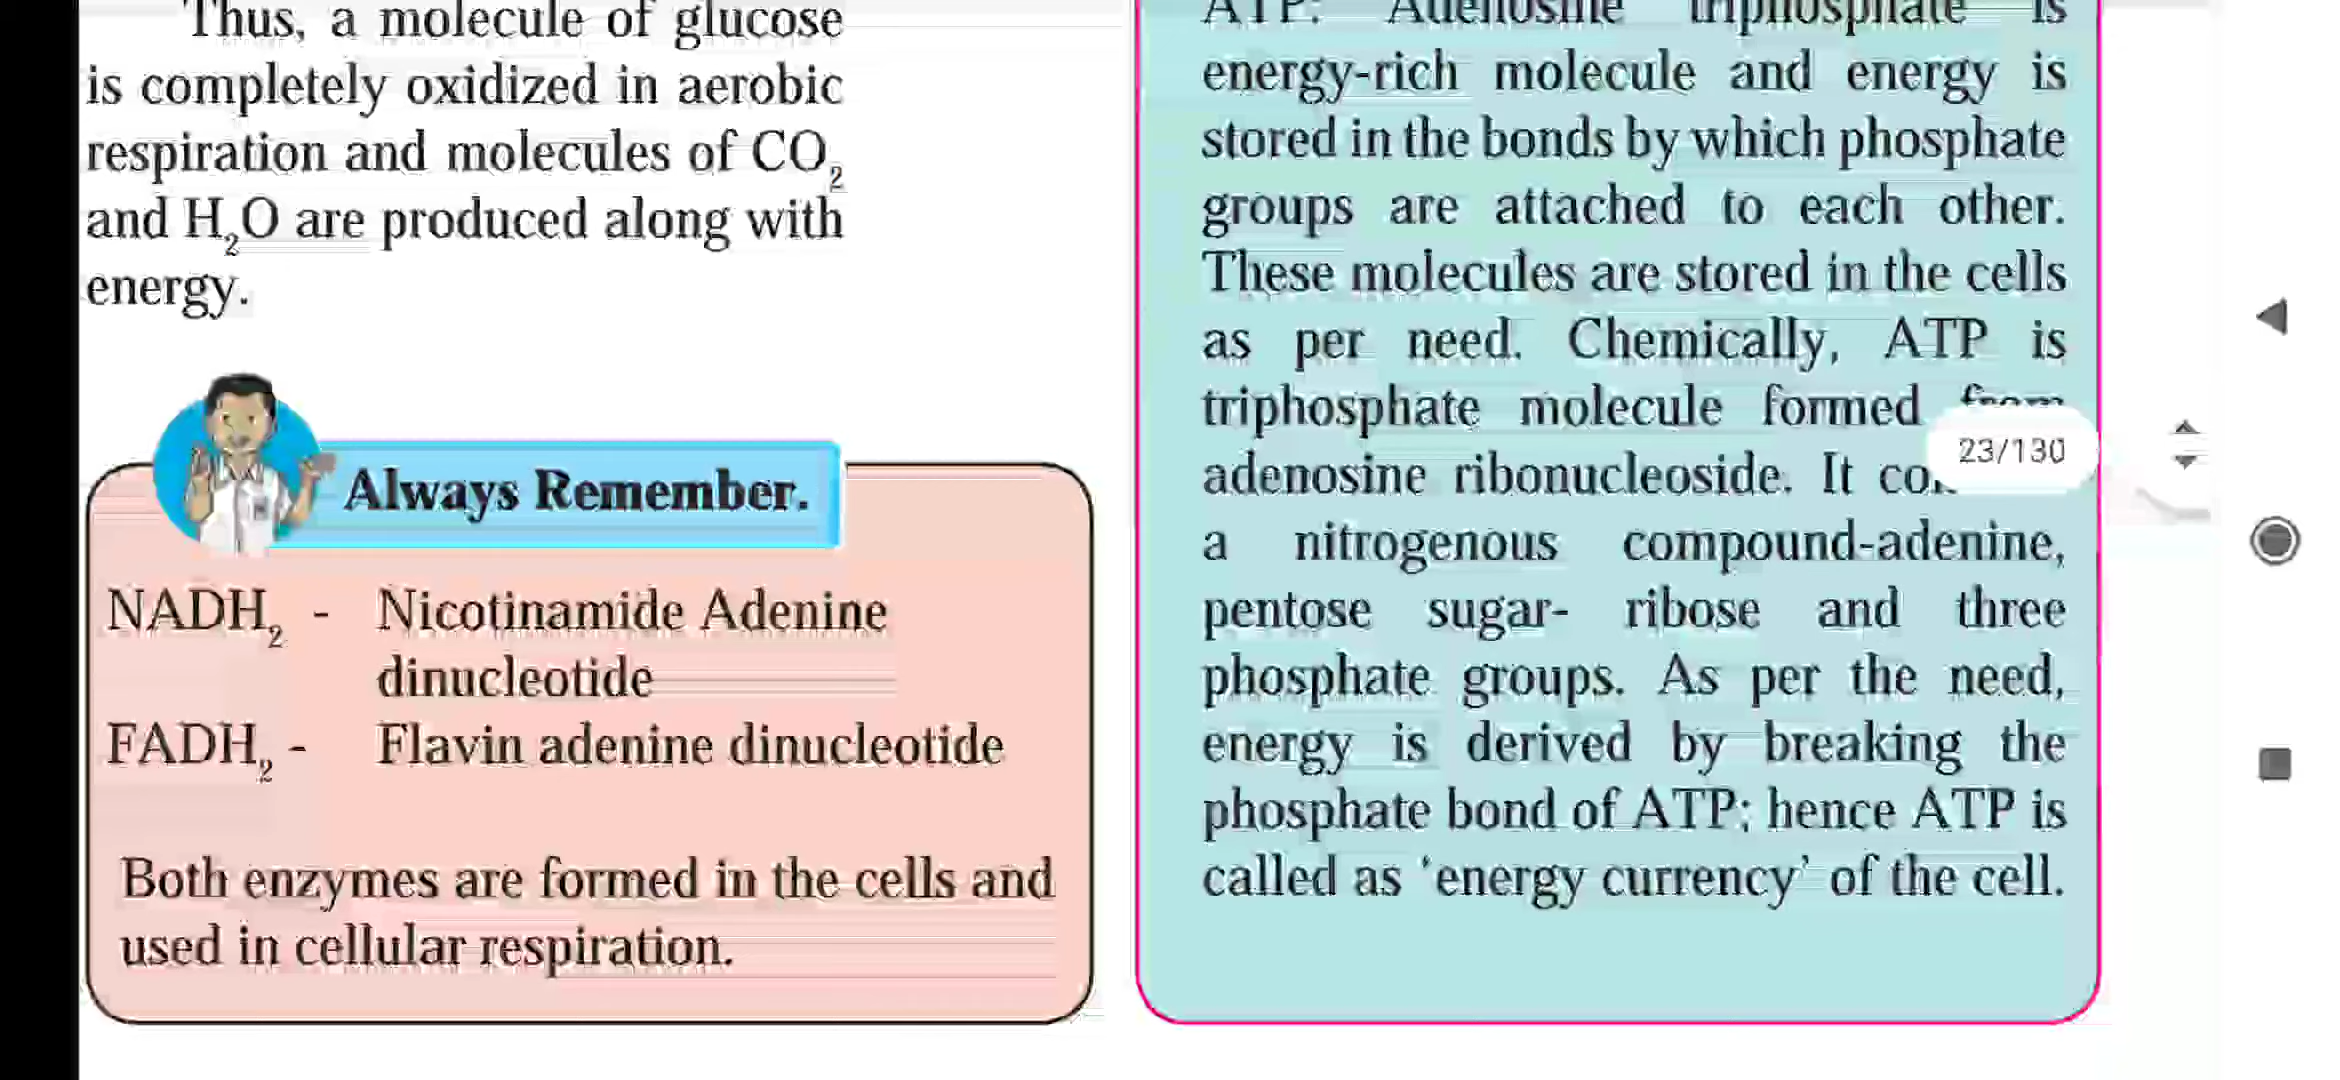 Thus, a molecule of glucose
is completely oxidized in aerobic
respiration and molecules of CO₂
and H₂O are produced along with
energy.
Always Remember.
NADH₂ - Nicotinamide Adenine
dinucleotide
FADH₂ - Flavin adenine dinucleotide
Both enzymes are formed in the cells and
used in cellular respiration.
ATP: Adenosine triphosphate is
energy-rich molecule and energy is
stored in the bonds by which phosphate
groups are attached to each other.
These molecules are stored in the cells
as per need. Chemically, ATP is
triphosphate molecule formed from
adenosine ribonucleoside. It
a nitrogenous compound-adenine,
pentose sugar- ribose and three
phosphate groups. As per the need,
energy is derived by breaking the
phosphate bond of ATP; hence ATP is
called as 'energy currency' of the cell.
23/130